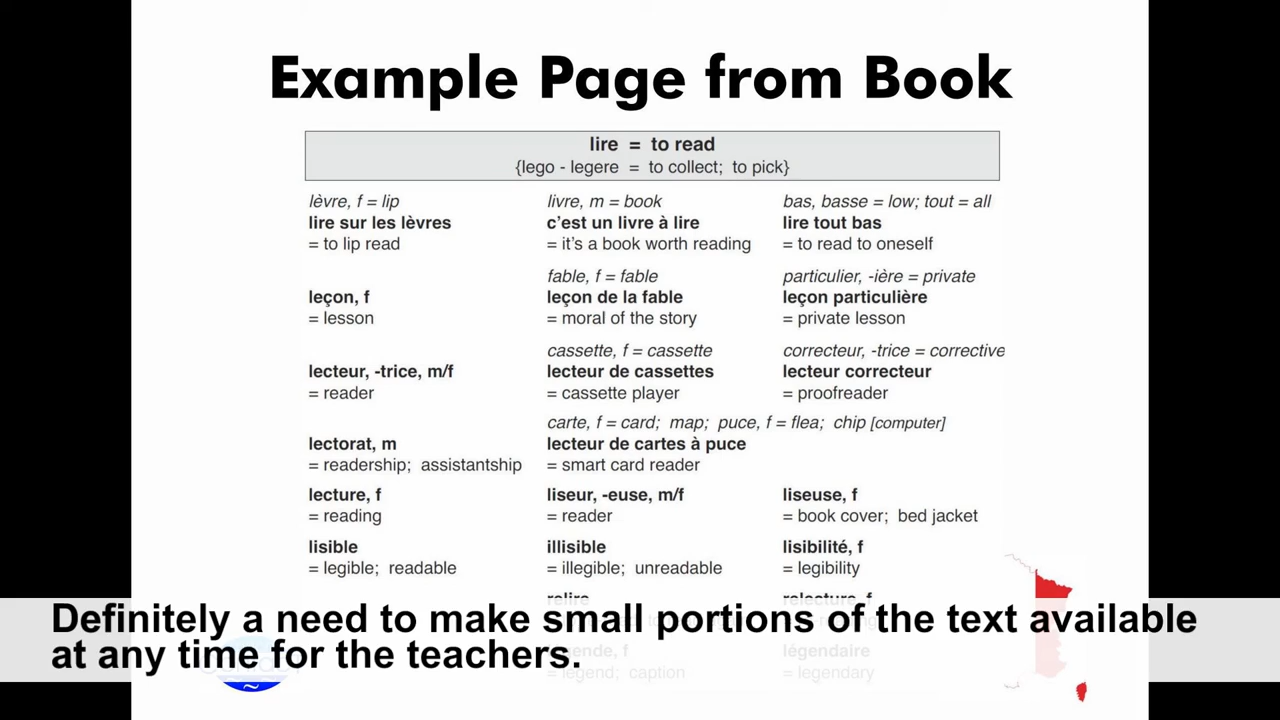 Example Page from Book
lire = to read
{lego - legere = to collect; to pick}
lèvre, f = lip livre, m = book bas, basse = low; tout = all
lire sur les lèvres c'est un livre à lire lire tout bas
= to lip read = it's a book worth reading = to read to oneself
fable, f = fable particulier, -ière = private
leçon, f leçon de la fable leçon particulière
= lesson = moral of the story = private lesson
cassette, f = cassette correcteur, -trice = corrective
lecteur, -trice, m/f lecteur de cassettes lecteur correcteur
= reader = cassette player = proofreader
carte, f = card; map; puce, f = flea; chip [computer]
lectorat, m lecteur de cartes à puce
= readership; assistantship = smart card reader
lecture, f liseur, -euse, m/f liseuse, f
= reading = reader = book cover; bed jacket
lisible illisible lisibilité, f
= legible; readable = illegible; unreadable = legibility
relire relecture, f
légendaire
= legend; caption = legendary
Definitely a need to make small portions of the text available
at any time for the teachers.